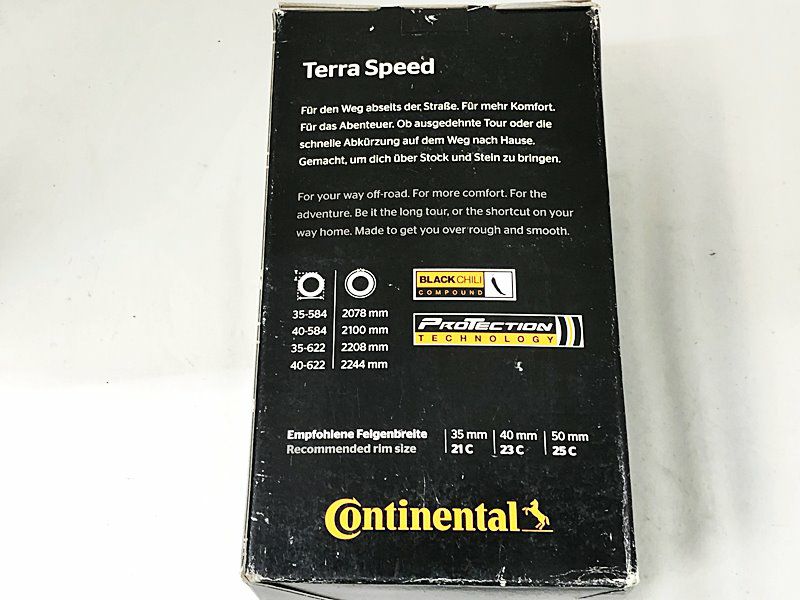 Terra Speed
Für den Weg abseits der Straße. Für mehr Komfort.
Für das Abenteuer. Ob ausgedehnte Tour oder die
schnelle Abkürzung auf dem Weg nach Hause.
Gemacht, um dich über Stock und Stein zu bringen.
For your way off-road. For more comfort. For the
adventure. Be it the long tour, or the shortcut on your
way home. Made to get you over rough and smooth.
BLACKCHILI
COMPOUND
35-584 2078 mm
40-584 2100 mm
35-622 2208 mm
40-622 2244 mm
PROTECTION
TECHNOLOGY
Empfohlene Felgenbreite 35 mm 40 mm 50 mm
Recommended rim size 21 C 23 C 25 C
Continental